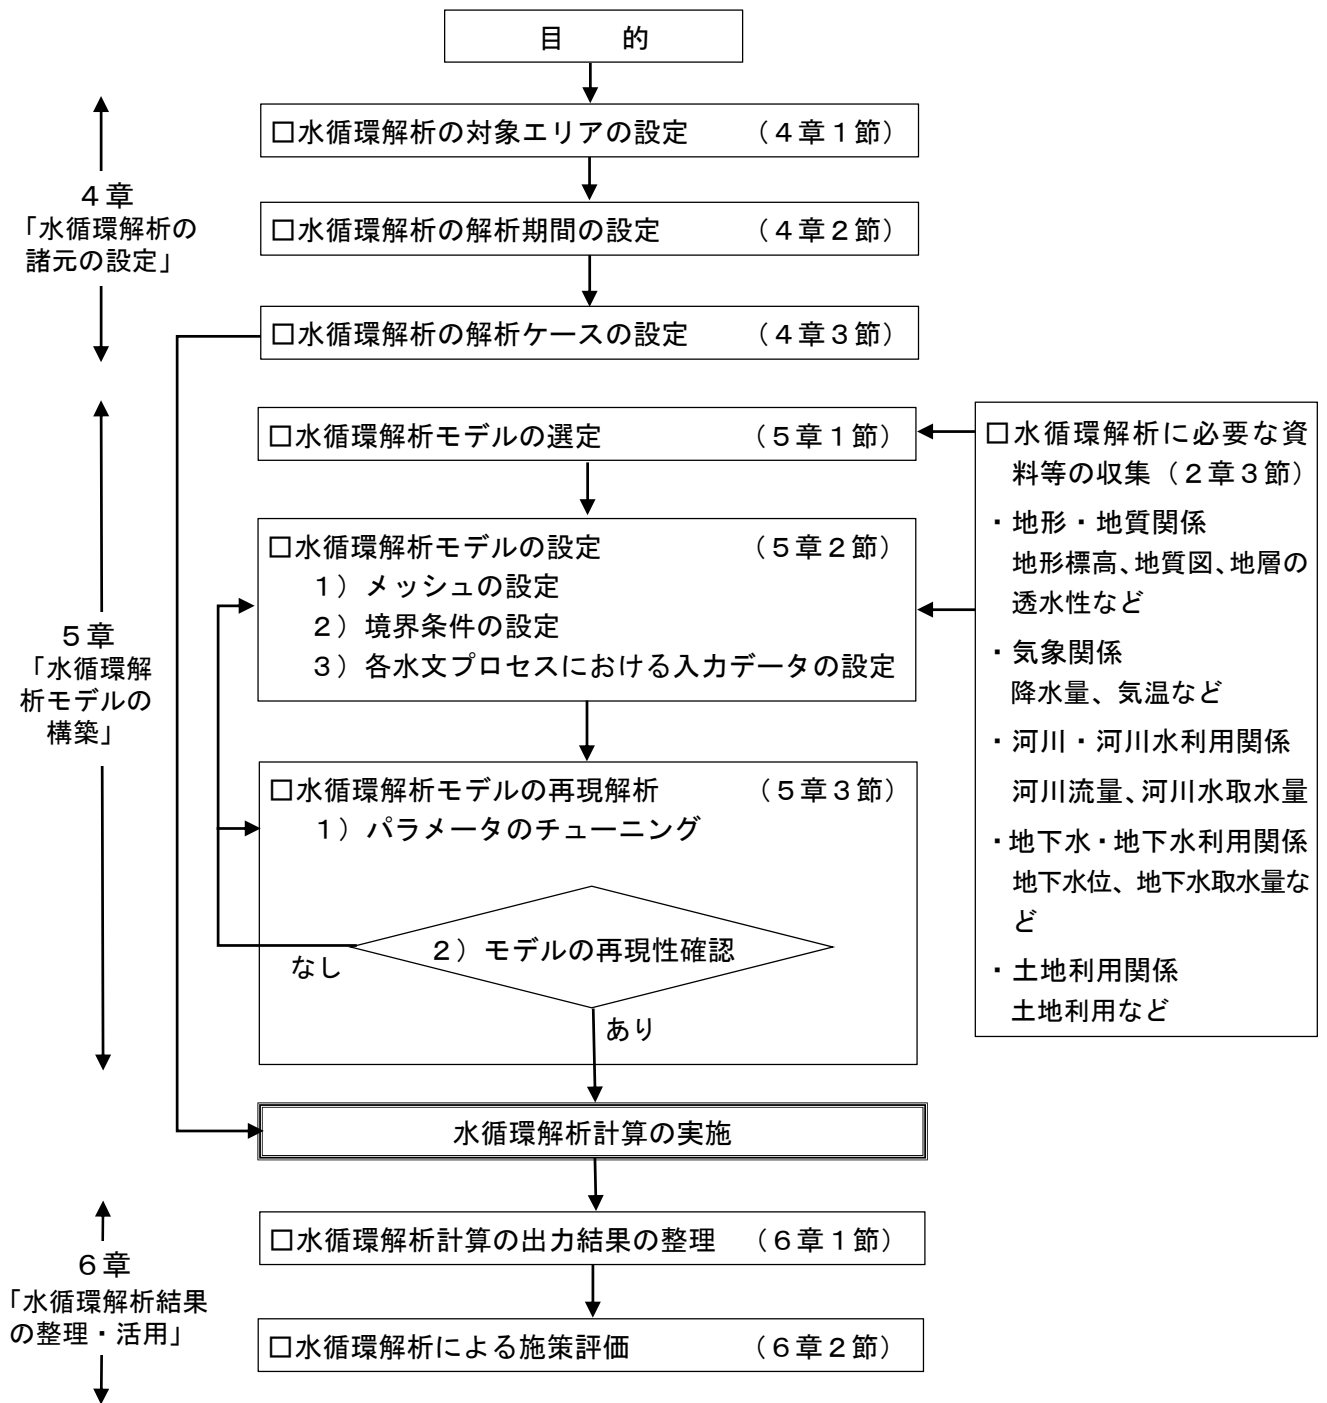 目　　的
□水循環解析の対象エリアの設定　　（４章１節）
□水循環解析の解析期間の設定　　（４章２節）
□水循環解析の解析ケースの設定　　（４章３節）
４章
「水循環解析の
諸元の設定」
□水循環解析モデルの選定　　（５章１節）
□水循環解析モデルの設定　　（５章２節）
１）メッシュの設定
２）境界条件の設定
３）各水文プロセスにおける入力データの設定
□水循環解析モデルの再現解析　　（５章３節）
１）パラメータのチューニング
２）モデルの再現性確認
なし
あり
５章
「水循環解
析モデルの
構築」
□水循環解析に必要な資
料等の収集（２章３節）
・地形・地質関係
地形標高、地質図、地層の
透水性など
・気象関係
降水量、気温など
・河川・河川水利用関係
河川流量、河川水取水量
・地下水・地下水利用関係
地下水位、地下水取水量な
ど
・土地利用関係
土地利用など
水循環解析計算の実施
□水循環解析計算の出力結果の整理　（６章１節）
□水循環解析による施策評価　　（６章２節）
６章
「水循環解析結果
の整理・活用」